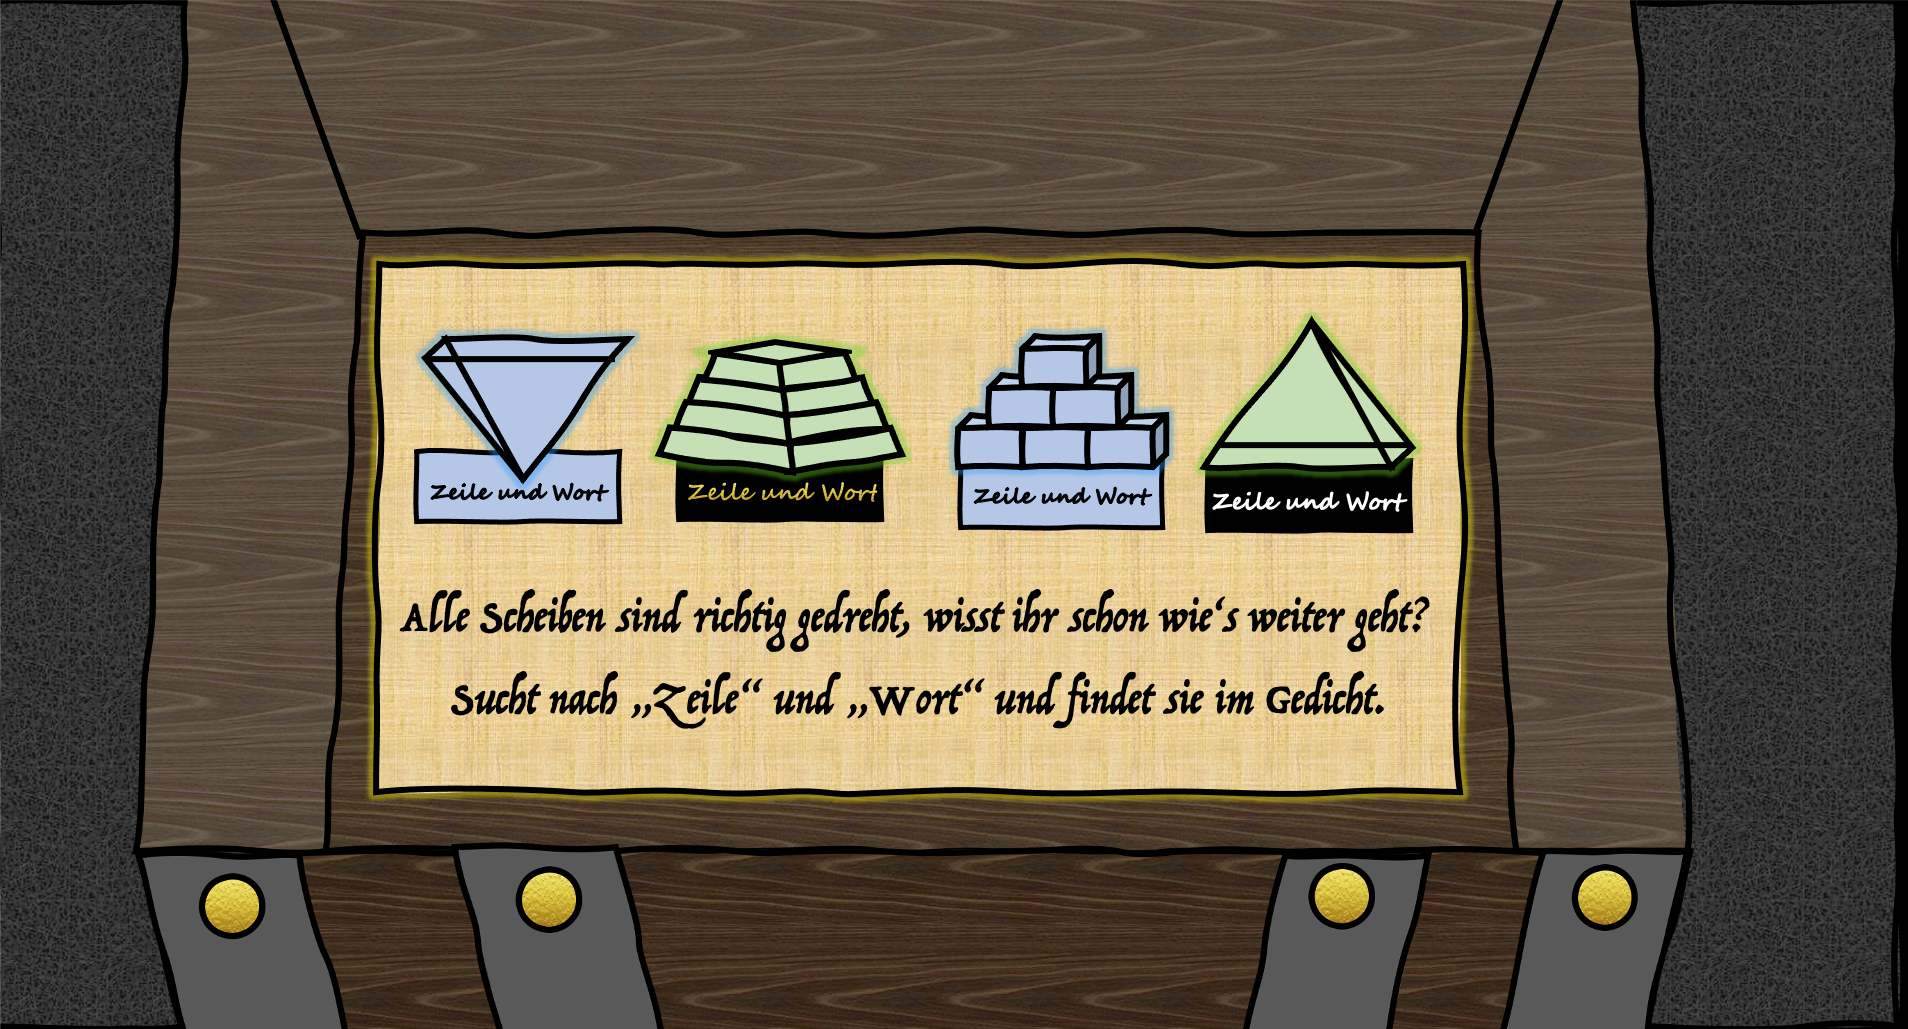 Zeile und Wort
Zeile und Wort
Zeile und Wort
Zeile und Wort
Alle Scheiben sind richtig gedreht, wisst ihr schon wie‘s weiter geht?
Sucht nach „Zeile“ und „Wort“ und findet sie im Gedicht.